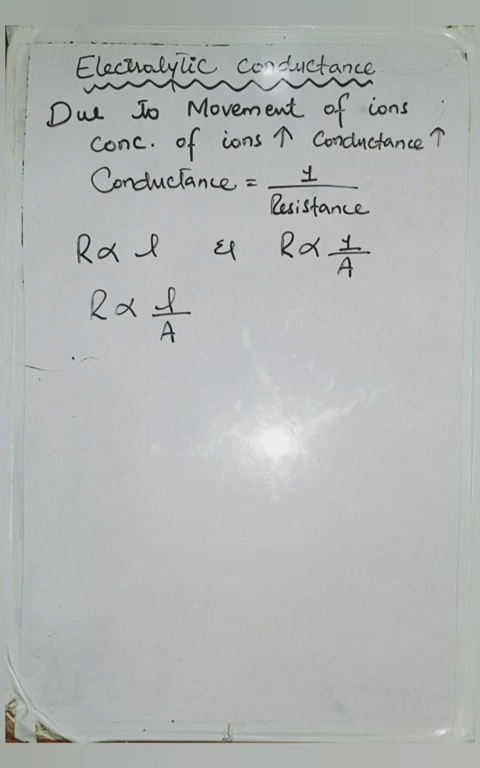 Electrolytic conductance
Due to Movement of ions
conc. of ions ↑ Conductance ↑
Conductance = 1/Resistance
R ∝ l & R ∝ 1/A
R ∝ l/A